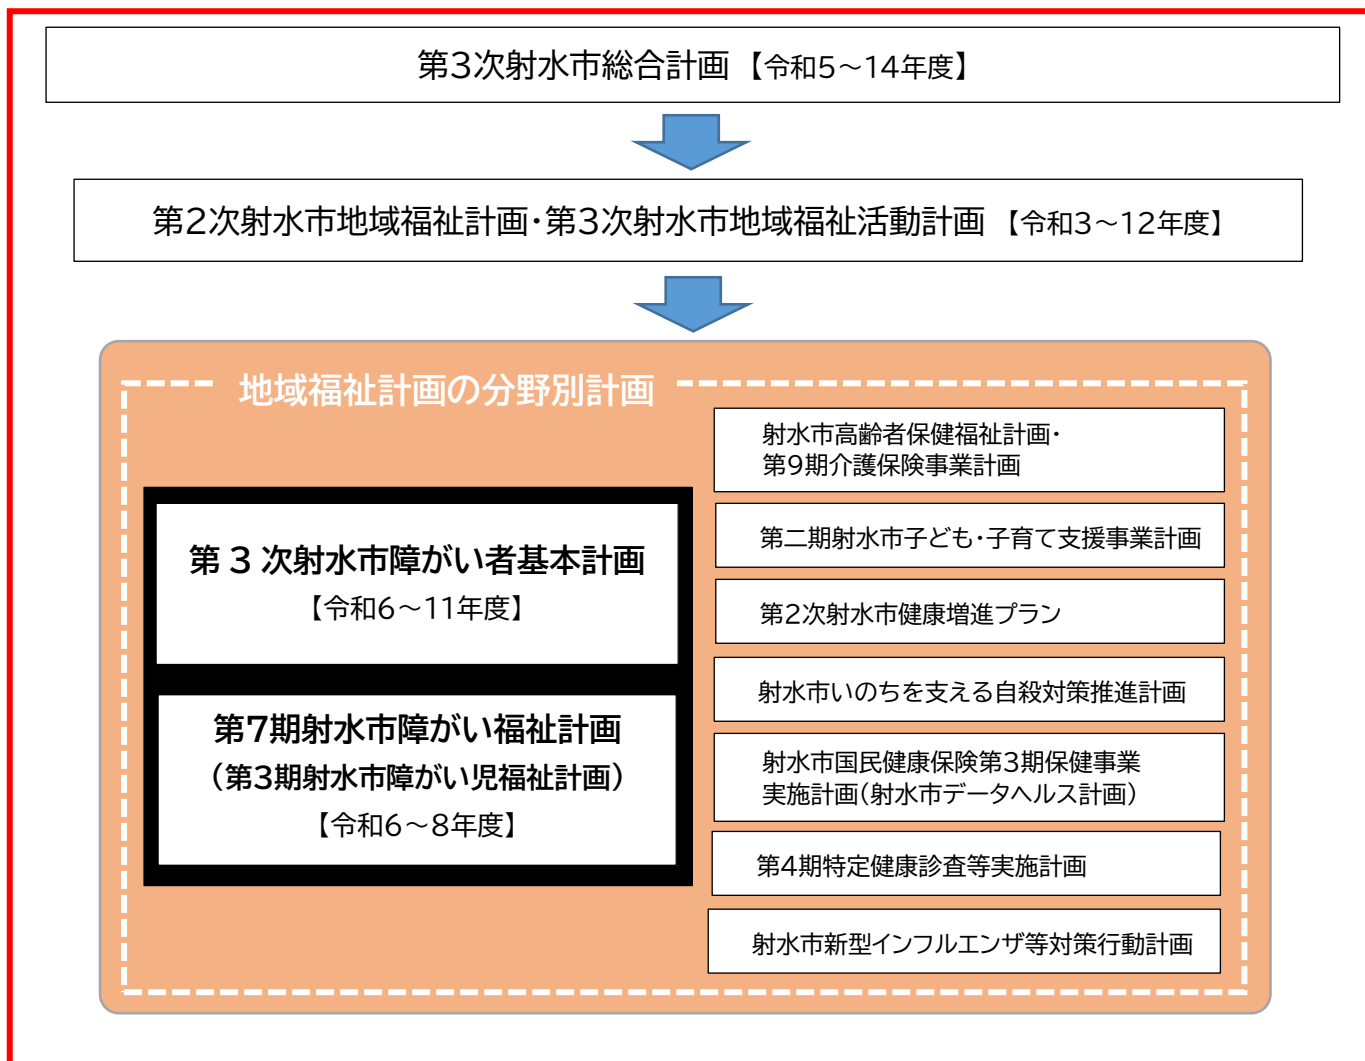 第3次射水市総合計画 【令和5～14年度】
第2次射水市地域福祉計画・第3次射水市地域福祉活動計画 【令和3～12年度】
地域福祉計画の分野別計画
第３次射水市障がい者基本計画
【令和6～11年度】
第7期射水市障がい福祉計画
（第3期射水市障がい児福祉計画）
【令和6～8年度】
射水市高齢者保健福祉計画・
第9期介護保険事業計画
第二期射水市子ども・子育て支援事業計画
第2次射水市健康増進プラン
射水市いのちを支える自殺対策推進計画
射水市国民健康保険第3期保健事業
実施計画（射水市データヘルス計画）
第4期特定健康診査等実施計画
射水市新型インフルエンザ等対策行動計画